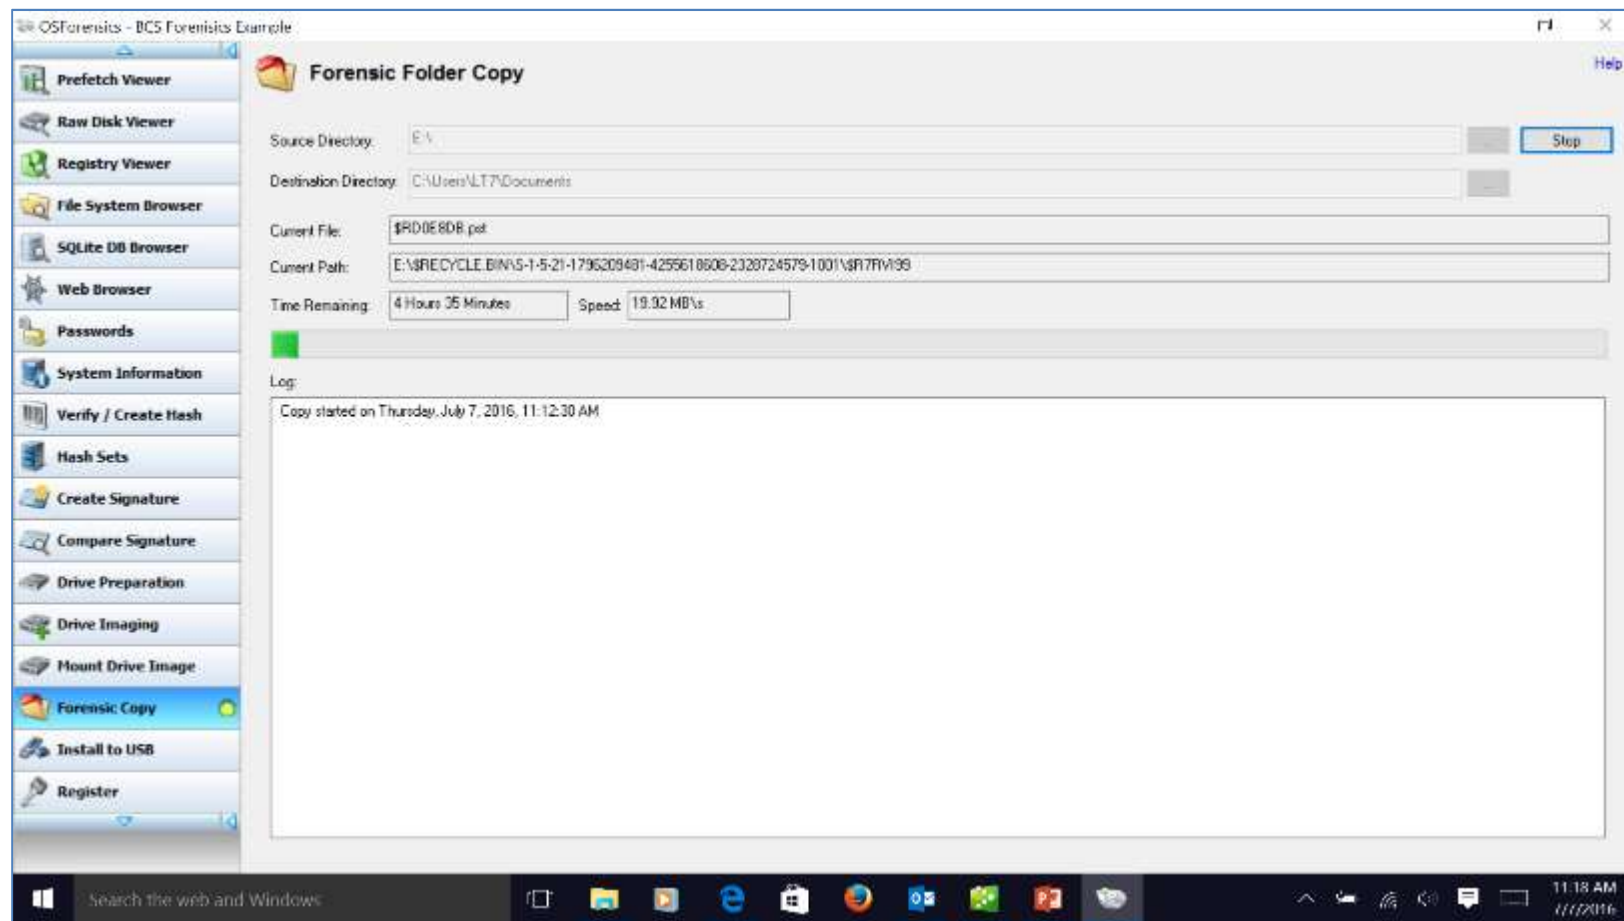 OSForensics - BCS Forenisics Example
Prefetch Viewer
Raw Disk Viewer
Registry Viewer
File System Browser
SQLite DB Browser
Web Browser
Passwords
System Information
Verify / Create Hash
Hash Sets
Create Signature
Compare Signature
Drive Preparation
Drive Imaging
Mount Drive Image
Forensic Copy
Install to USB
Register
Forensic Folder Copy
Help
Source Directory: E:\ ... Stop
Destination Directory: C:\Users\LT7\Documents ...
Current File: $RD0E8DB.pst
Current Path: E:\$RECYCLE.BIN\S-1-5-21-1796209481-4255618608-2328724579-1001\$R7RVI99
Time Remaining: 4 Hours 35 Minutes Speed: 19.92 MB\s
Log:
Copy started on Thursday, July 7, 2016, 11:12:30 AM
Search the web and Windows
11:18 AM
7/7/2016